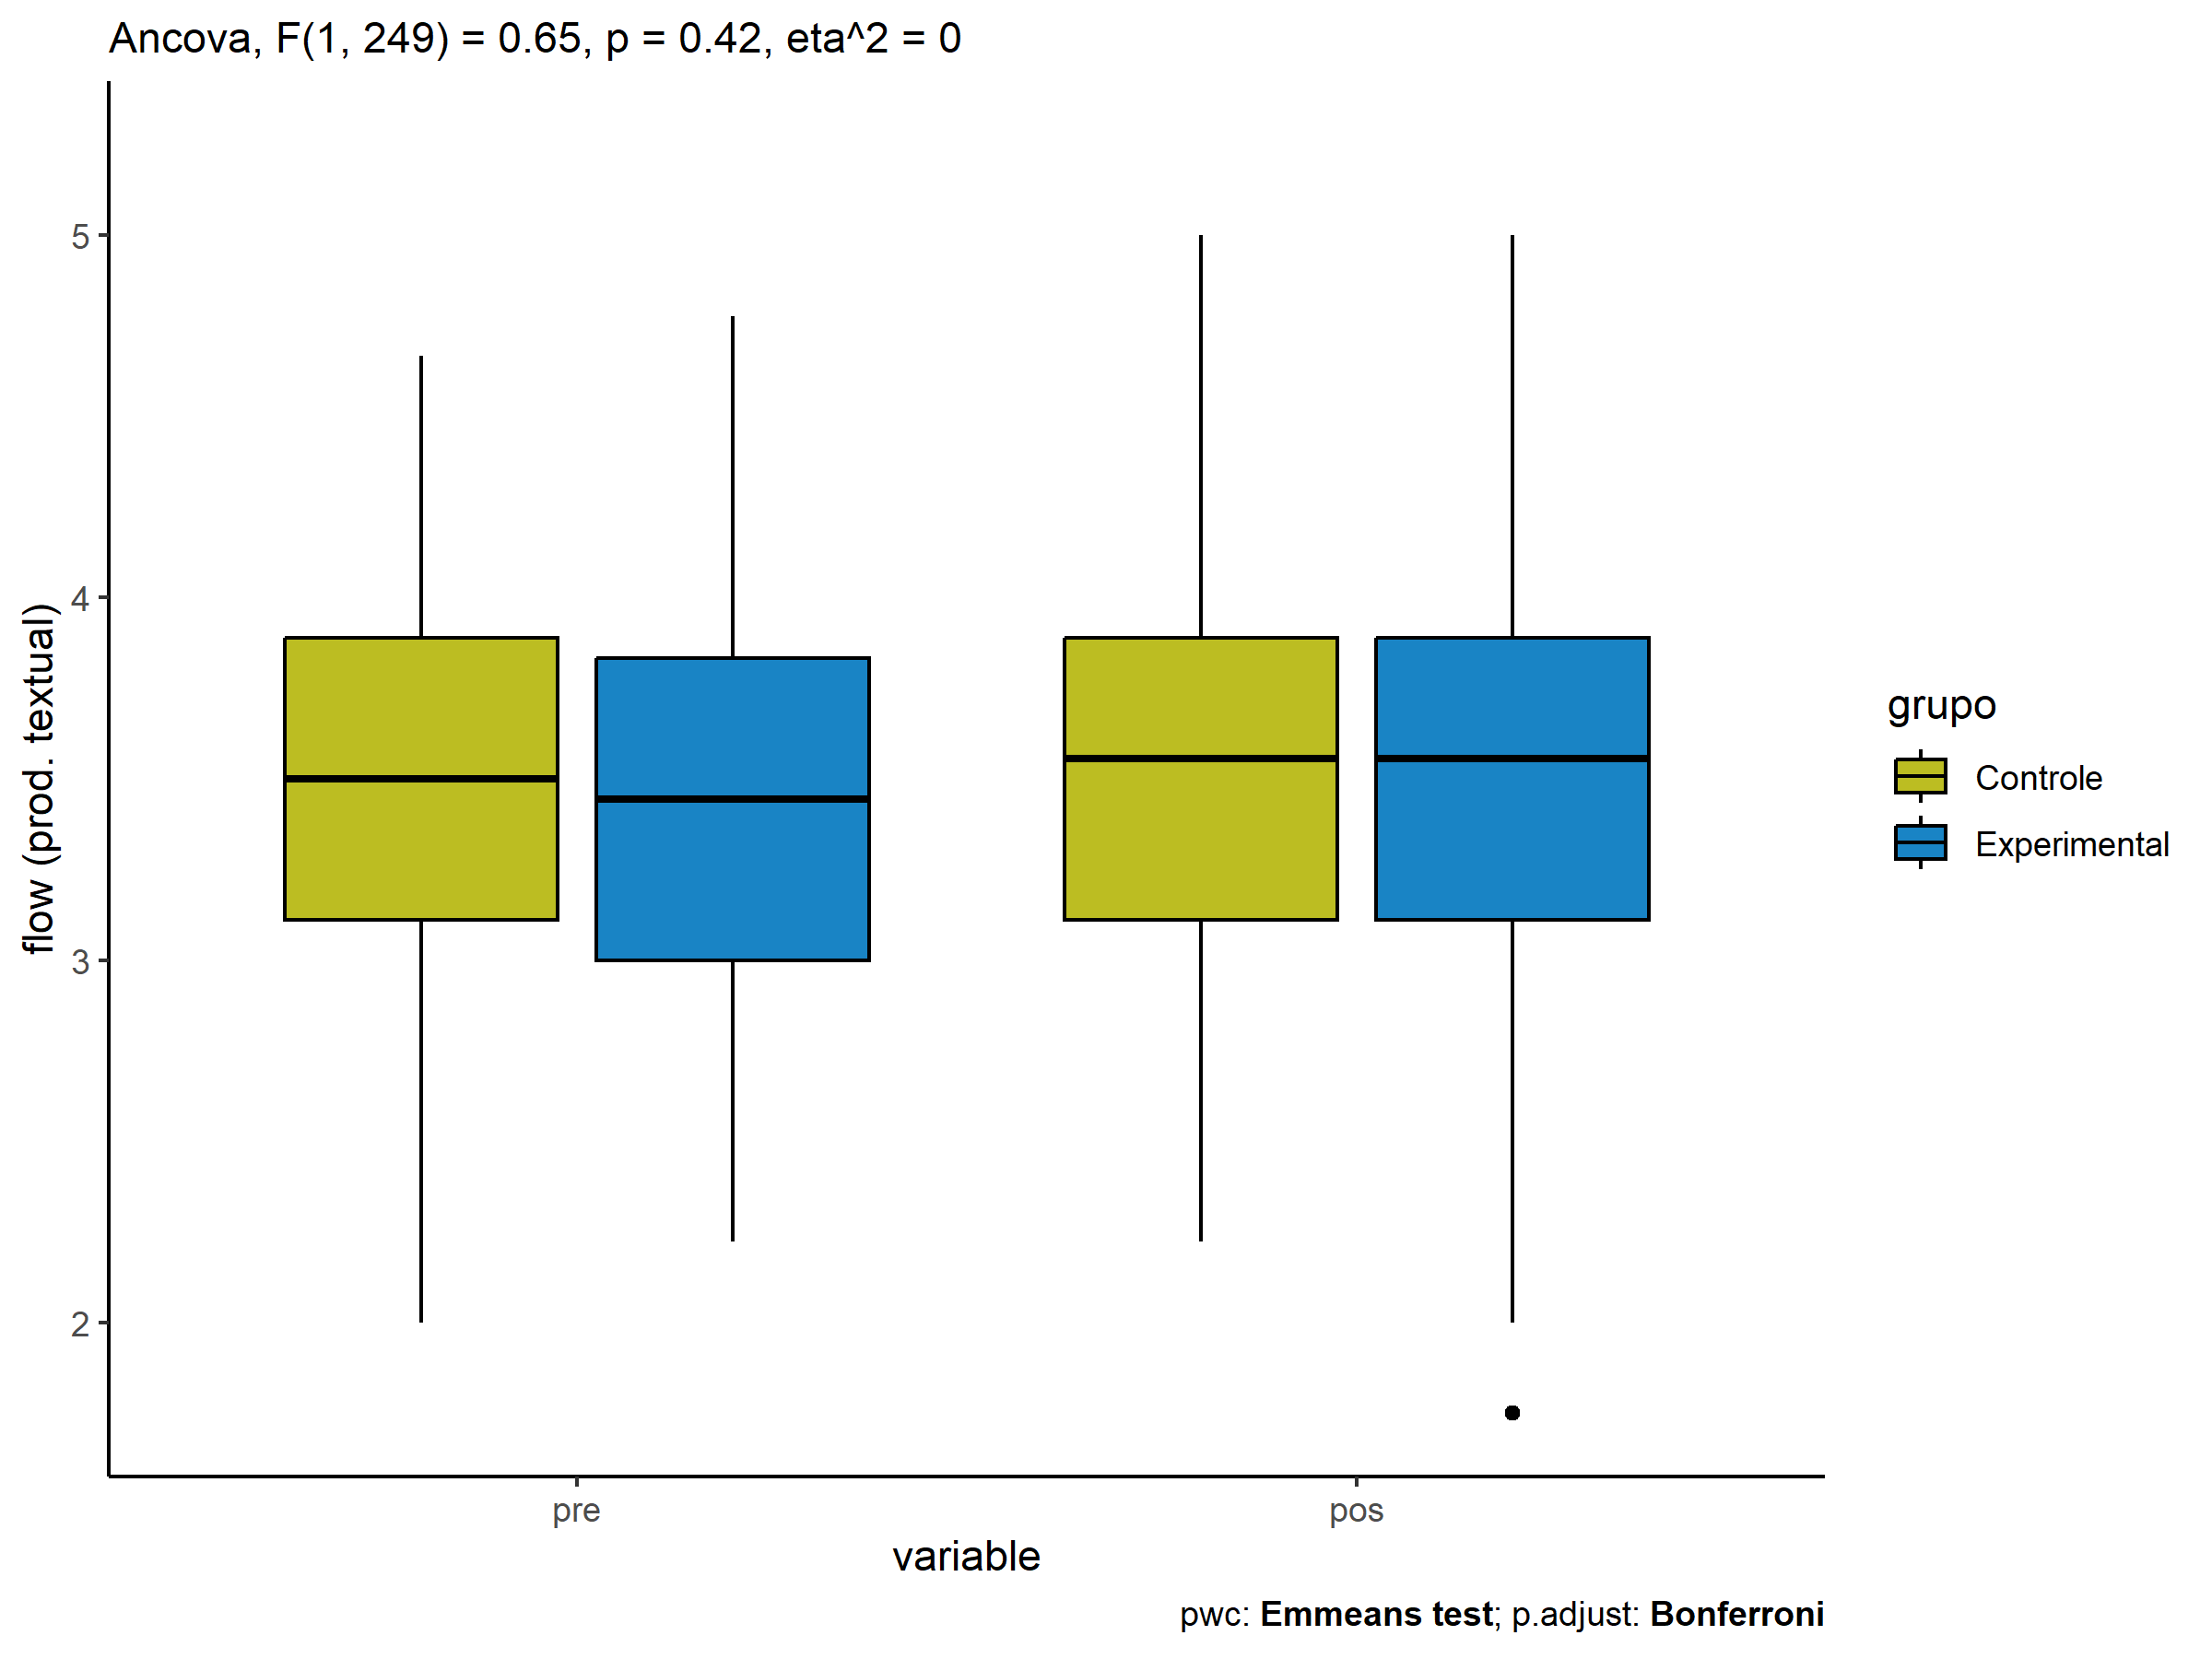 Ancova, F(1, 249) = 0.65, p = 0.42, eta^2 = 0
flow (prod. textual)
5
4
3
2
pre
pos
variable
grupo
Controle
Experimental
pwc: Emmeans test; p.adjust: Bonferroni